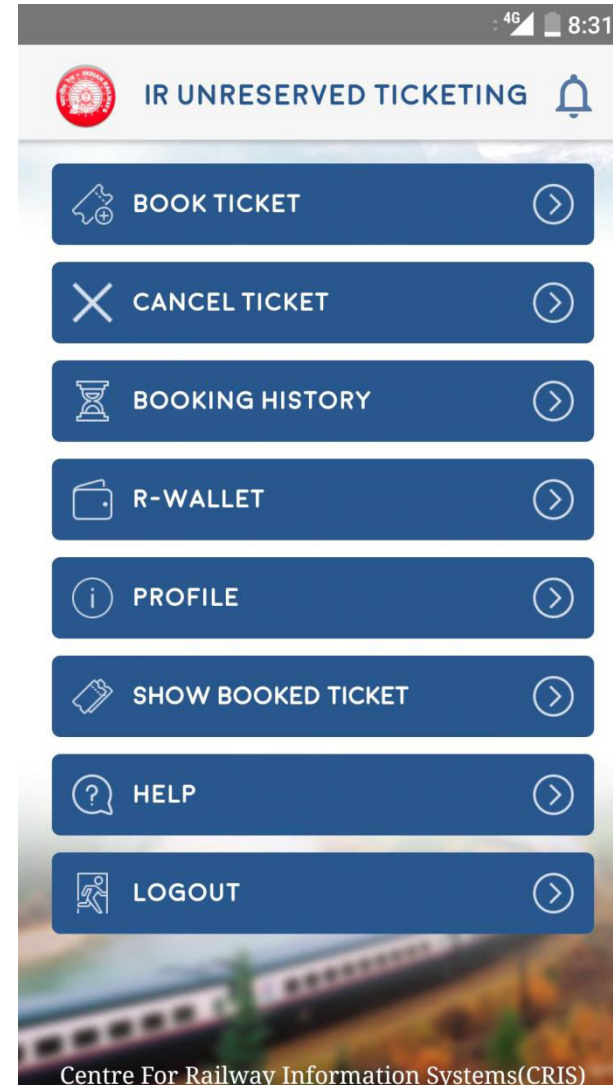 4G 8:31
IR UNRESERVED TICKETING
BOOK TICKET
CANCEL TICKET
BOOKING HISTORY
R-WALLET
PROFILE
SHOW BOOKED TICKET
HELP
LOGOUT
Centre For Railway Information Systems(CRIS)